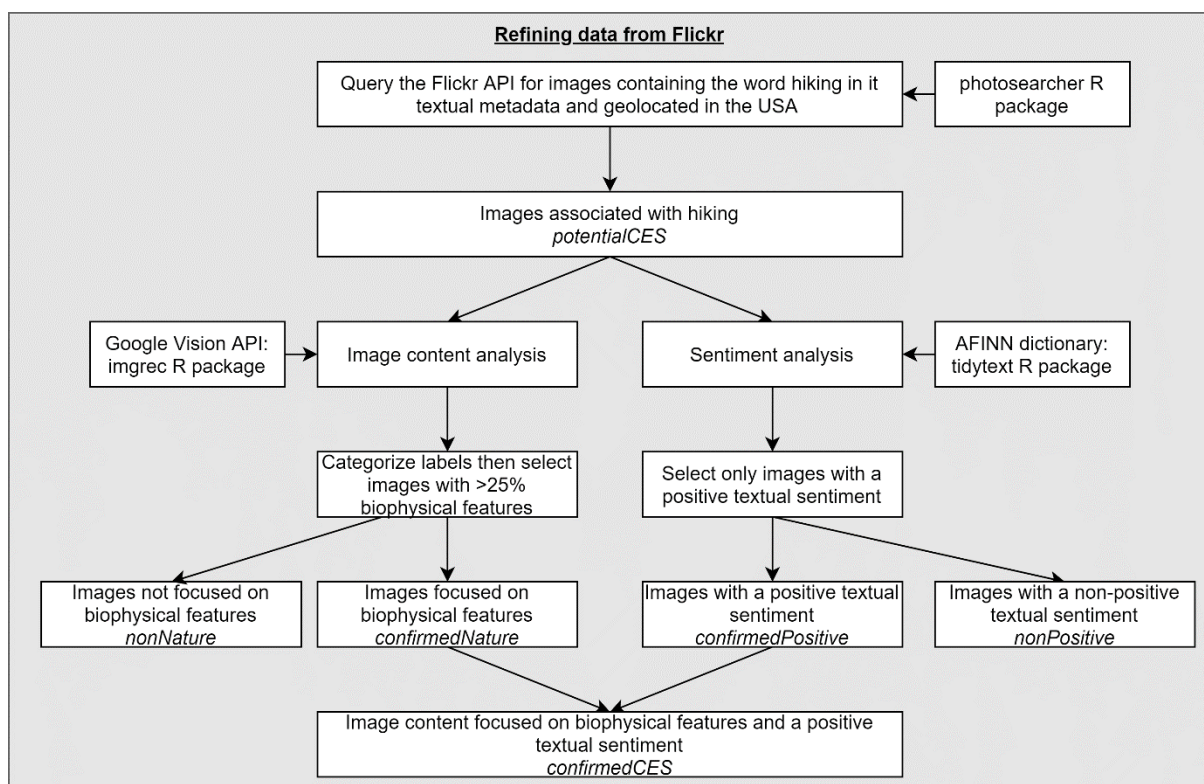 Refining data from Flickr
Query the Flickr API for images containing the word hiking in it
textual metadata and geolocated in the USA
photosearcher R
package
Images associated with hiking
potentialCES
Google Vision API:
imgrec R package
Image content analysis
Sentiment analysis
AFINN dictionary:
tidytext R package
Categorize labels then select
images with >25%
biophysical features
Select only images with a
positive textual sentiment
Images not focused on
biophysical features
nonNature
Images focused on
biophysical features
confirmedNature
Images with a positive textual
sentiment
confirmedPositive
Images with a non-positive
textual sentiment
nonPositive
Image content focused on biophysical features and a positive
textual sentiment
confirmedCES